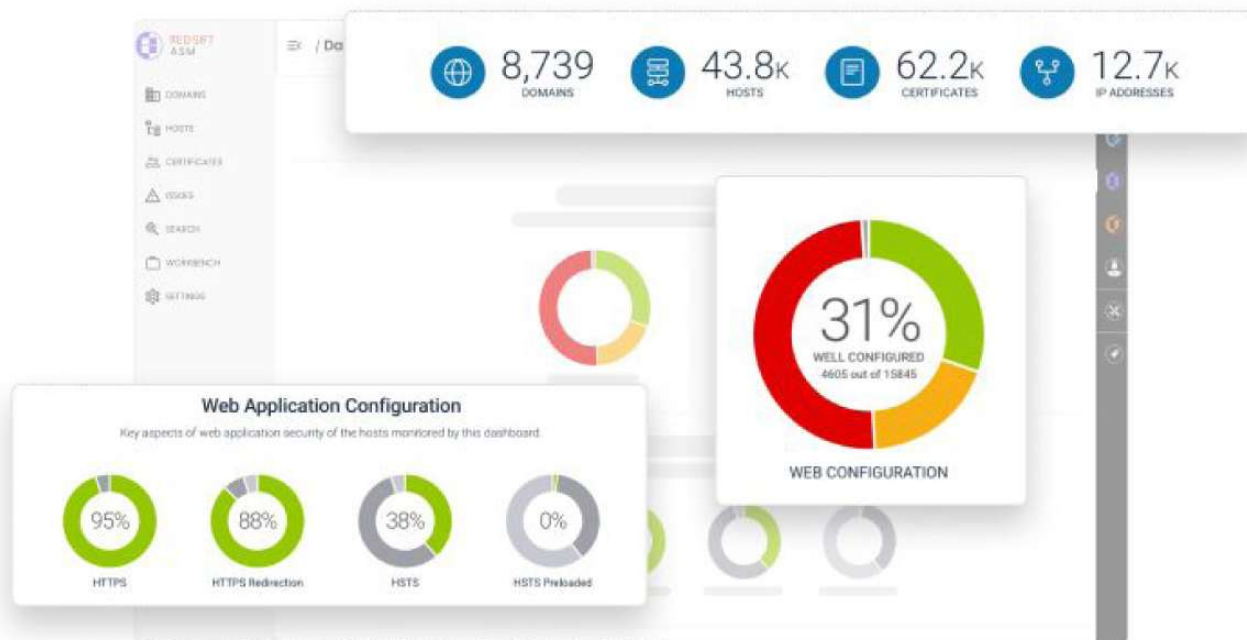 REDSIFT
ASM
/ Da
8,739
DOMAINS
43.8K
HOSTS
62.2K
CERTIFICATES
12.7K
IP ADDRESSES
DOMAINS
HOSTS
CERTIFICATES
ISSUES
SEARCH
WORKBENCH
SETTINGS
31%
WELL CONFIGURED
4605 out of 15845
WEB CONFIGURATION
Web Application Configuration
Key aspects of web application security of the hosts monitored by this dashboard.
95%
HTTPS
88%
HTTPS Redirection
38%
HSTS
0%
HSTS Preloaded